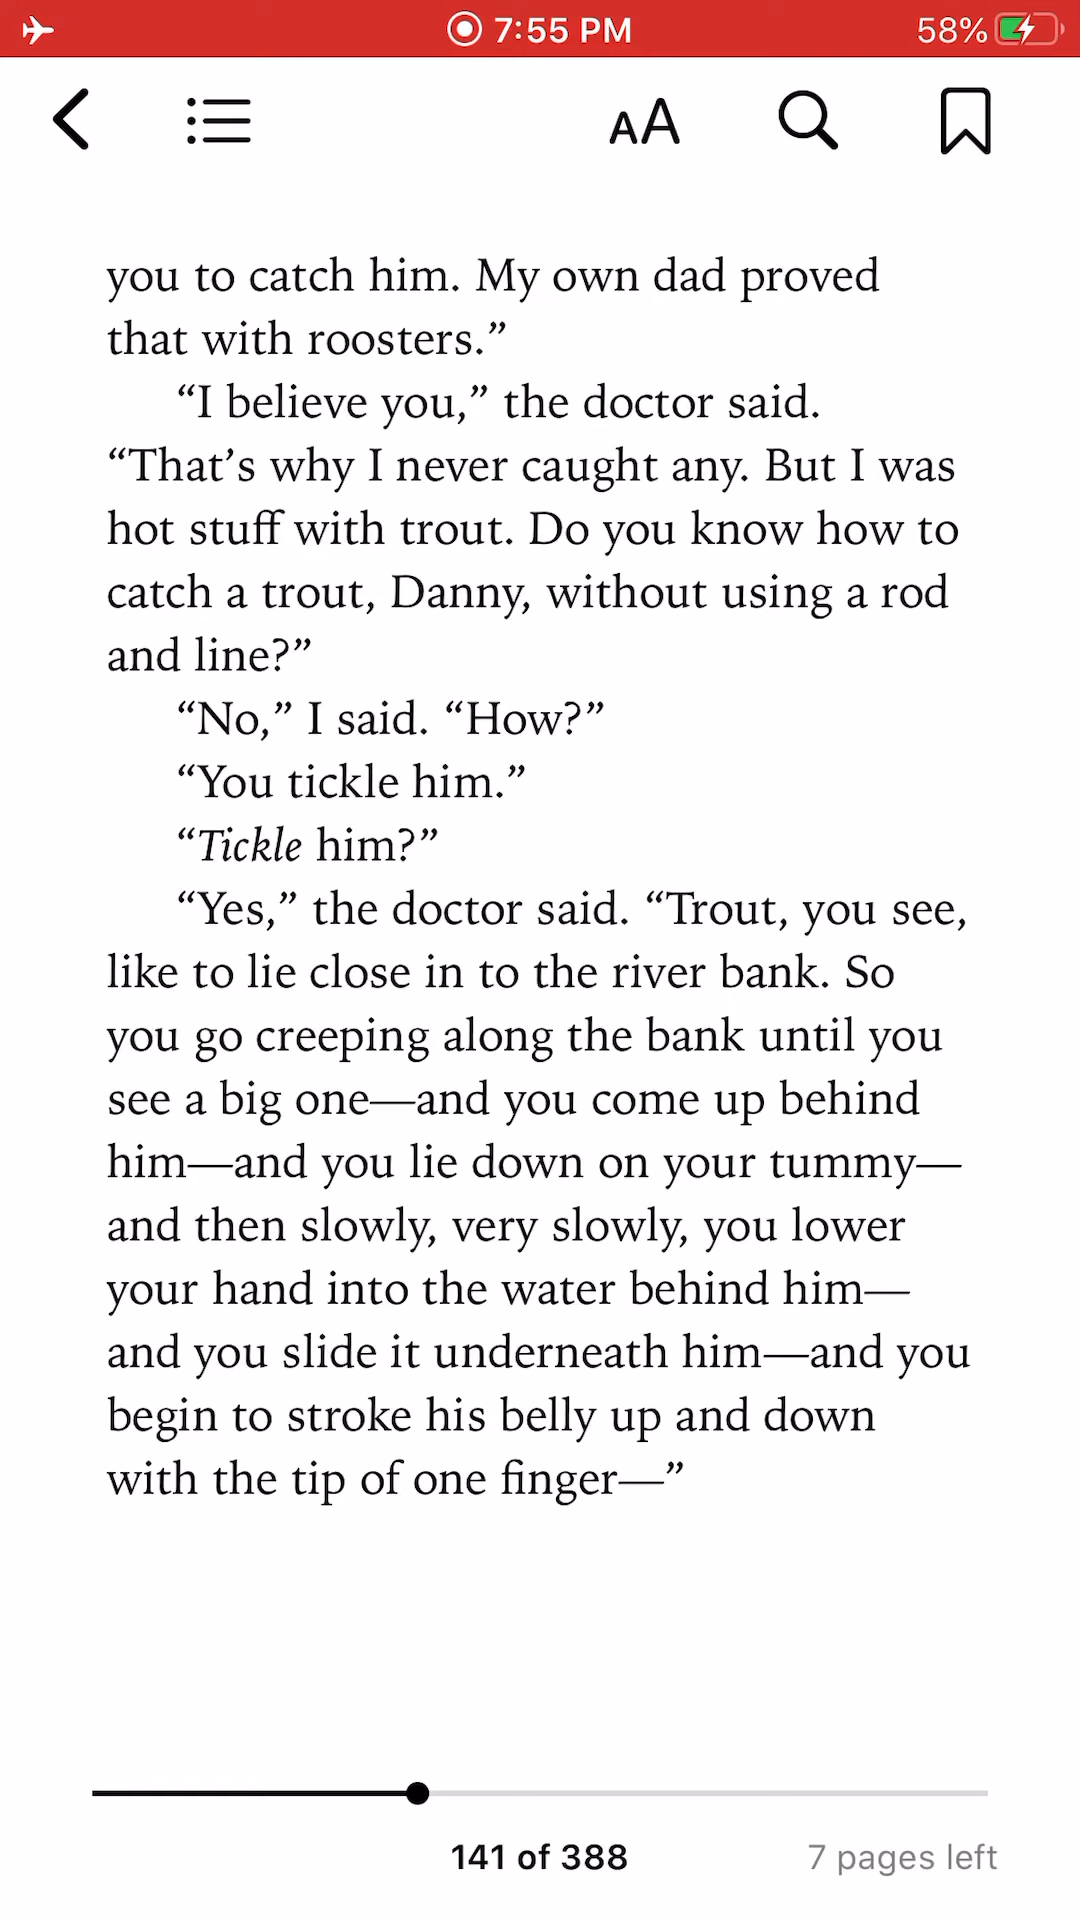 7:55 PM
58%
AA
you to catch him. My own dad proved
that with roosters.”
“I believe you,” the doctor said.
“That’s why I never caught any. But I was
hot stuff with trout. Do you know how to
catch a trout, Danny, without using a rod
and line?”
“No,” I said. “How?”
“You tickle him.”
“Tickle him?”
“Yes,” the doctor said. “Trout, you see,
like to lie close in to the river bank. So
you go creeping along the bank until you
see a big one—and you come up behind
him—and you lie down on your tummy—
and then slowly, very slowly, you lower
your hand into the water behind him—
and you slide it underneath him—and you
begin to stroke his belly up and down
with the tip of one finger—”
141 of 388
7 pages left